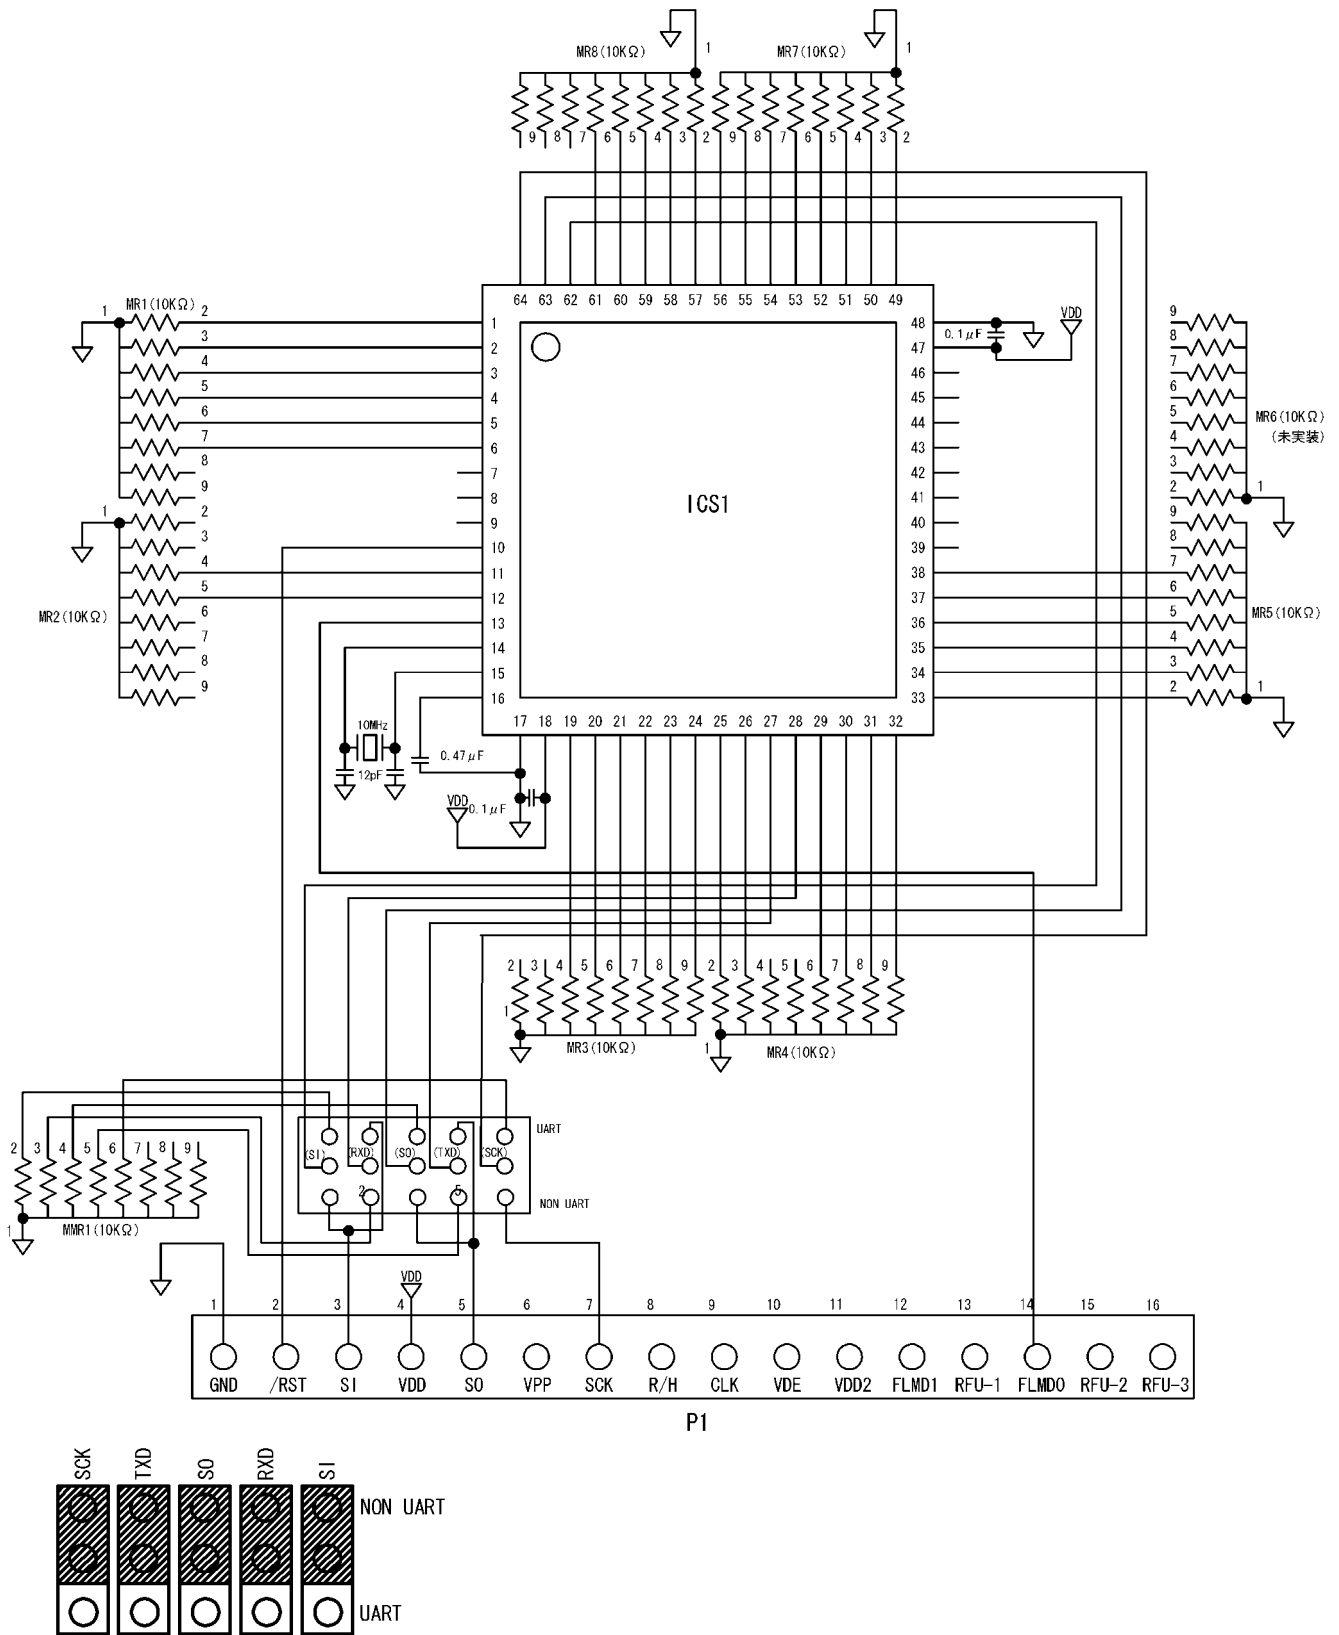 MR8(10KΩ) 1 MR7(10KΩ) 1
9 8 7 6 5 4 3 2 9 8 7 6 5 4 3 2
64 63 62 61 60 59 58 57 56 55 54 53 52 51 50 49
1 MR1(10KΩ) 2
3
4
5
6
7
8
9
1 2
3
4
5
6
7
8
9
MR2(10KΩ)
1
2
3
4
5
6
7
8
9
10
11
12
13
14
15
16
ICS1
48
47
46
45
44
43
42
41
40
39
38
37
36
35
34
33
0.1μF
VDD
9
8
7
6
5
4
3
2
1
MR6(10KΩ)
(未実装)
9
8
7
6
5
4
3
2
1
MR5(10KΩ)
17 18 19 20 21 22 23 24 25 26 27 28 29 30 31 32
10MHz
12pF
0.47μF
VDD
0.1μF
2 3 4 5 6 7 8 9 2 3 4 5 6 7 8 9
1
MR3(10KΩ)
1
MR4(10KΩ)
UART
(SI) (RXD) (SO) (TXD) (SCK)
2 5
NON UART
2 3 4 5 6 7 8 9
1
MMR1(10KΩ)
VDD
1 2 3 4 5 6 7 8 9 10 11 12 13 14 15 16
GND /RST SI VDD SO VPP SCK R/H CLK VDE VDD2 FLMD1 RFU-1 FLMD0 RFU-2 RFU-3
P1
SCK TXD SO RXD SI
NON UART
UART